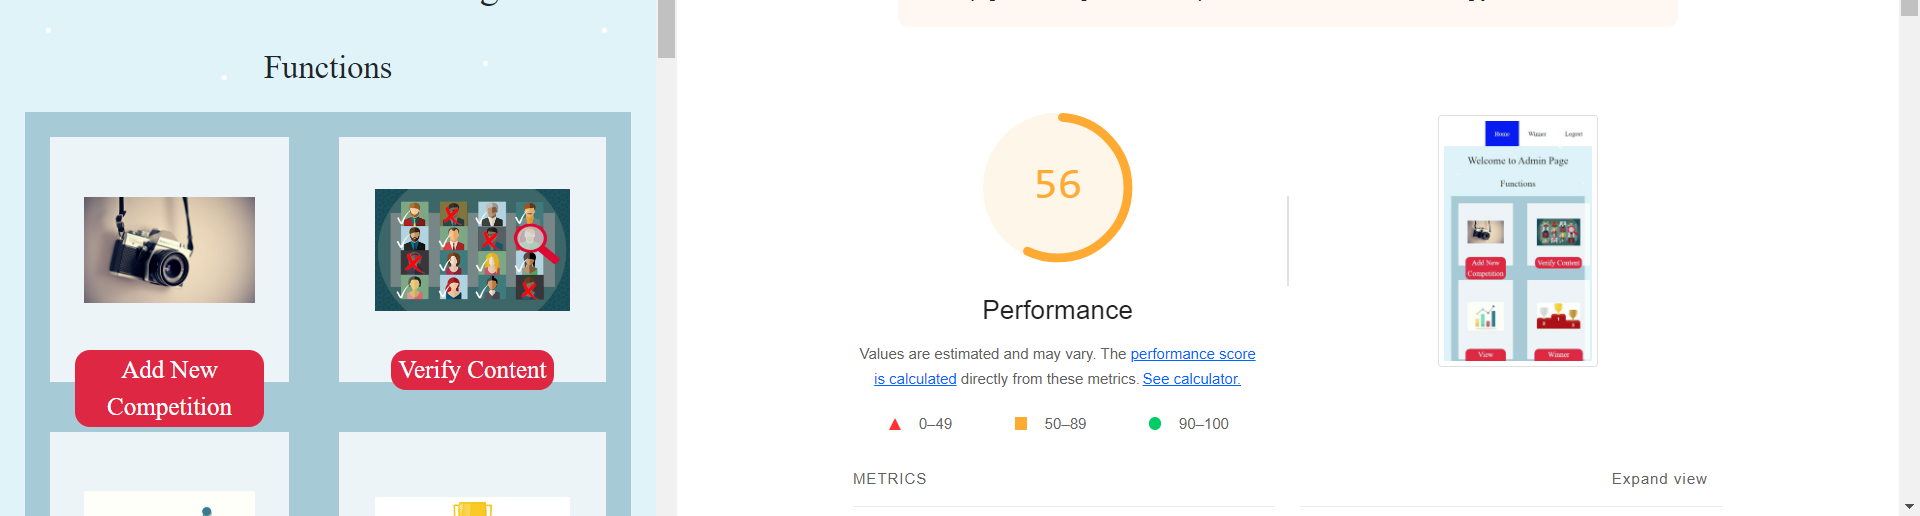 Functions
Add New
Competition
Verify Content
56
Performance
Values are estimated and may vary. The performance score
is calculated directly from these metrics. See calculator.
0–49
50–89
90–100
METRICS
Expand view
Home
Winner
Logout
Welcome to Admin Page
Functions
Add New
Competition
Verify Content
View
Winner